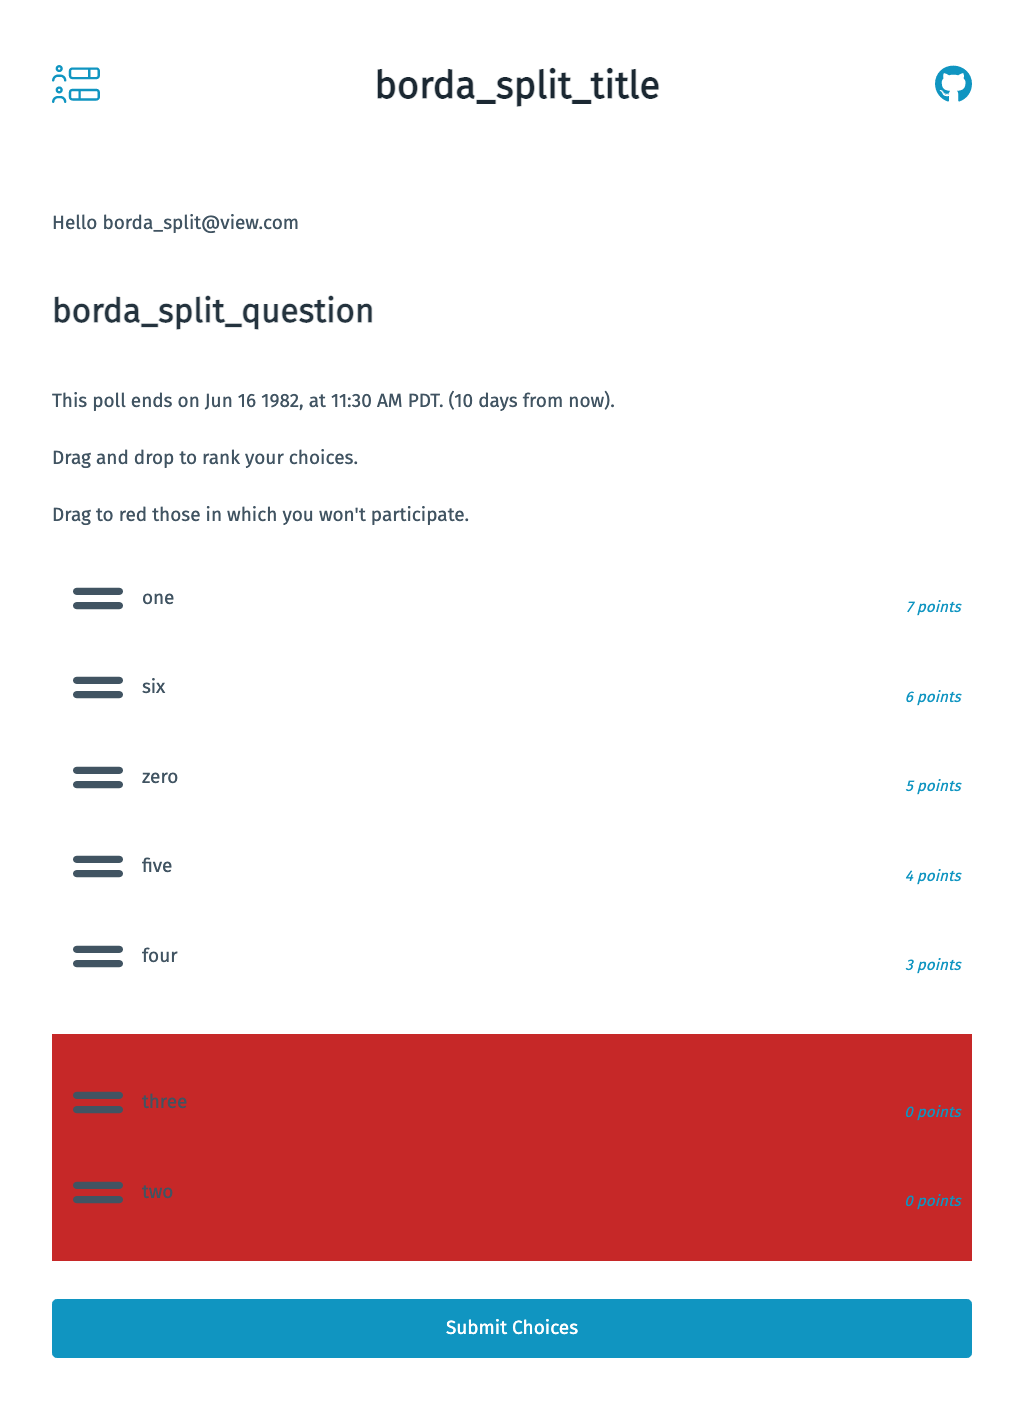 borda_split_title
Hello borda_split@view.com
borda_split_question
This poll ends on Jun 16 1982, at 11:30 AM PDT. (10 days from now).
Drag and drop to rank your choices.
Drag to red those in which you won't participate.
one
7 points
six
6 points
zero
5 points
five
4 points
four
3 points
three
0 points
two
0 points
Submit Choices